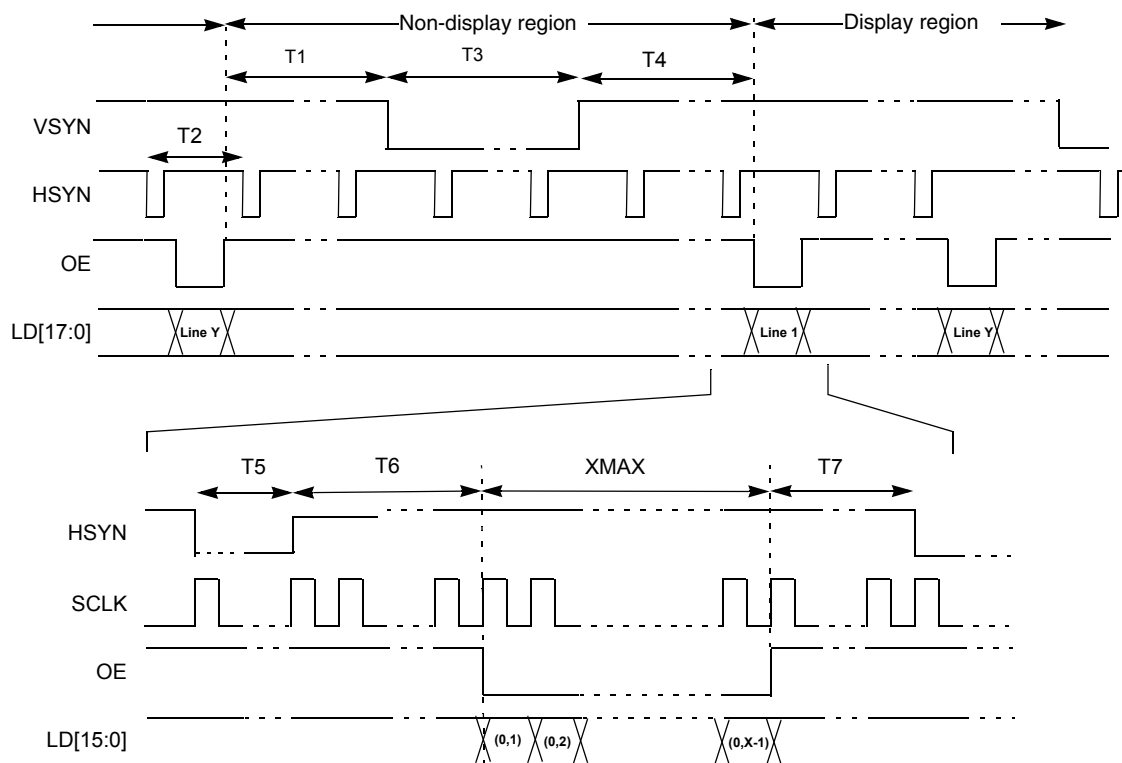 Non-display region
Display region
T1
T3
T4
VSYN
T2
HSYN
OE
LD[17:0]
Line Y
Line 1
Line Y
T5
T6
XMAX
T7
HSYN
SCLK
OE
LD[15:0]
(0,1)
(0,2)
(0,X-1)